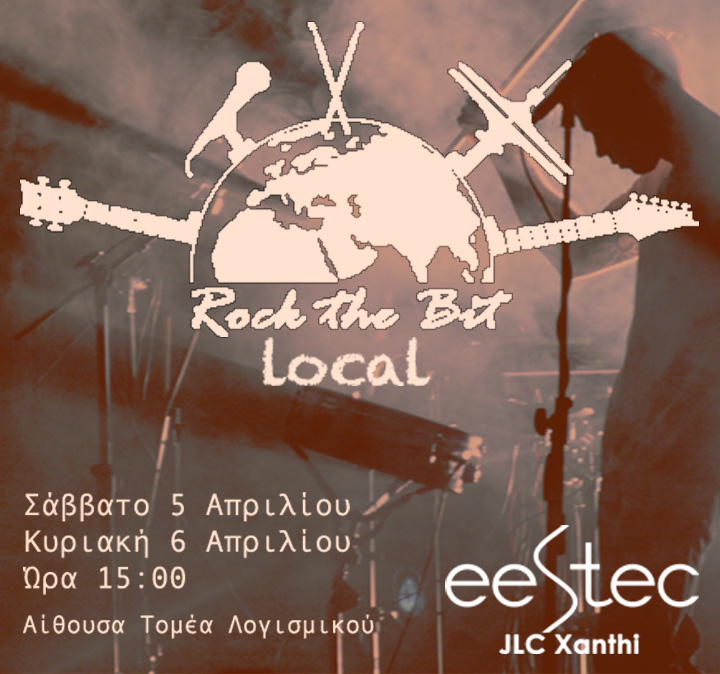 Rock the Bit
local
Σάββατο 5 Απριλίου
Κυριακή 6 Απριλίου
Ώρα 15:00
Αίθουσα Τομέα Λογισμικού
eeStec
JLC Xanthi